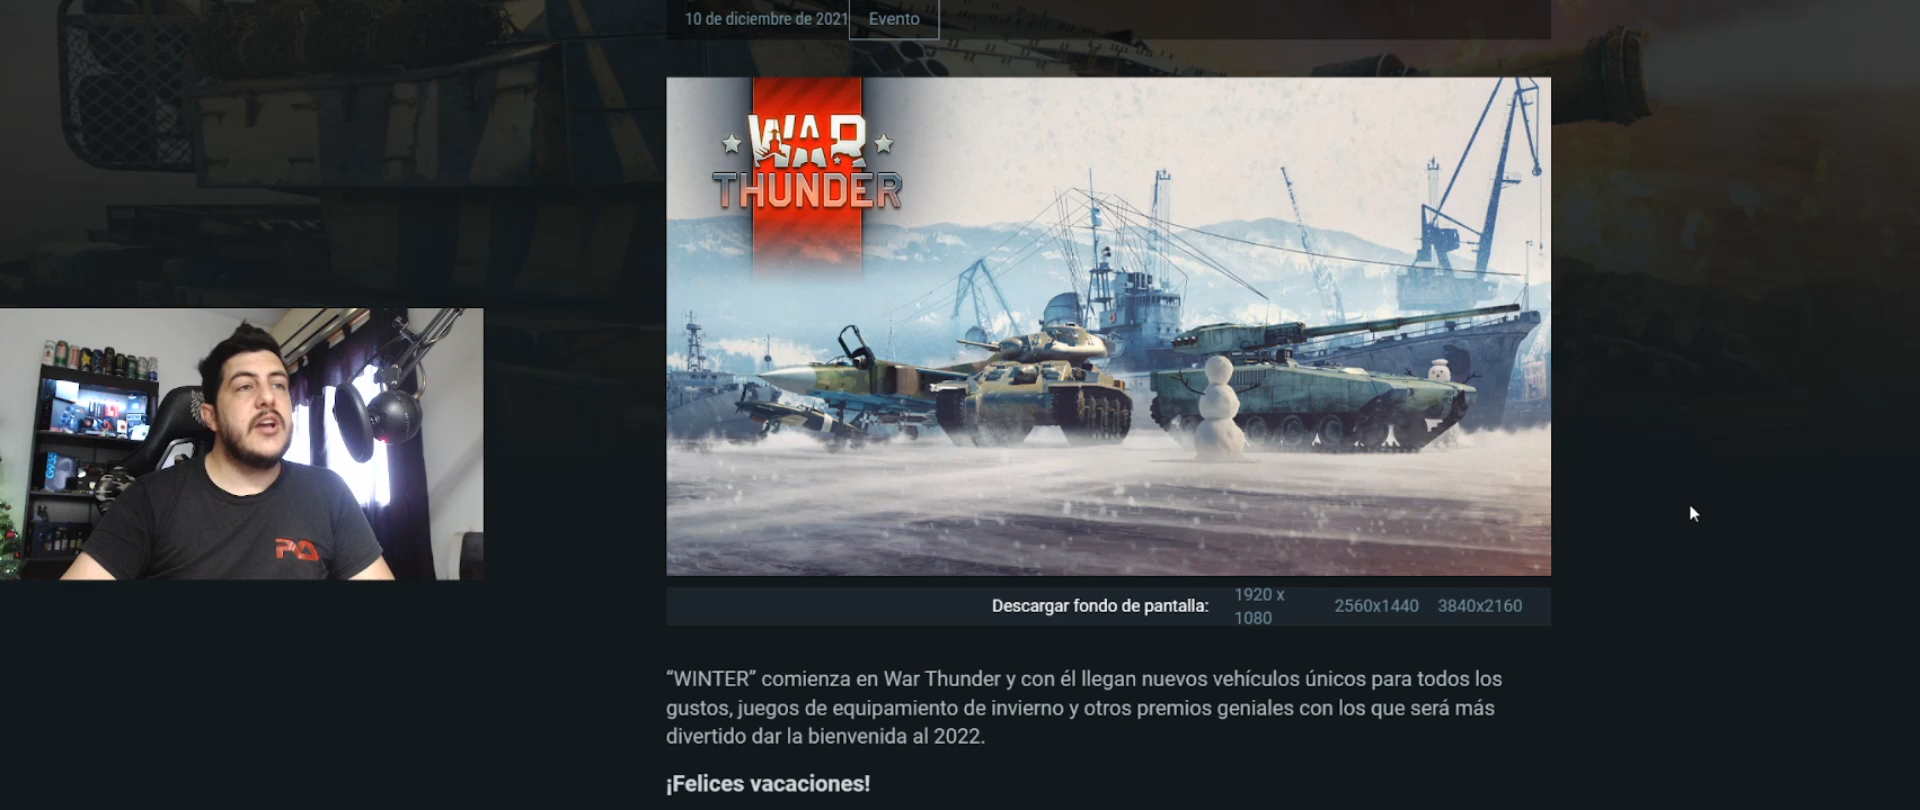 10 de diciembre de 2021 Evento
WAR
THUNDER
Descargar fondo de pantalla: 1920 x 1080 2560x1440 3840x2160
“WINTER” comienza en War Thunder y con él llegan nuevos vehículos únicos para todos los
gustos, juegos de equipamiento de invierno y otros premios geniales con los que será más
divertido dar la bienvenida al 2022.
¡Felices vacaciones!